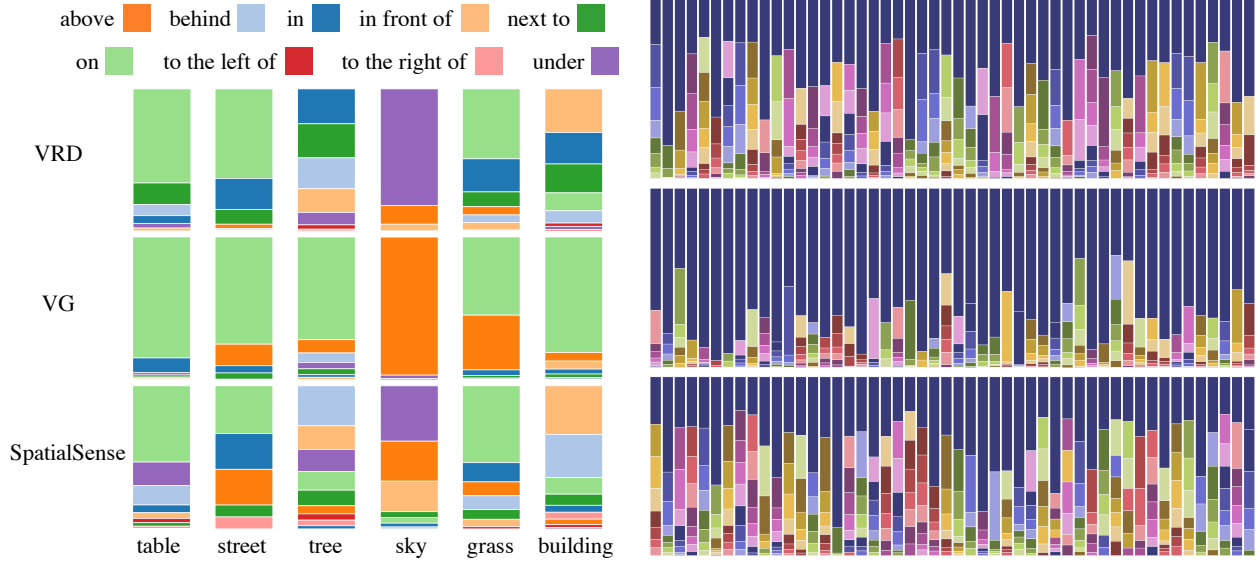 above behind in in front of next to
on to the left of to the right of under
VRD
VG
SpatialSense
table street tree sky grass building